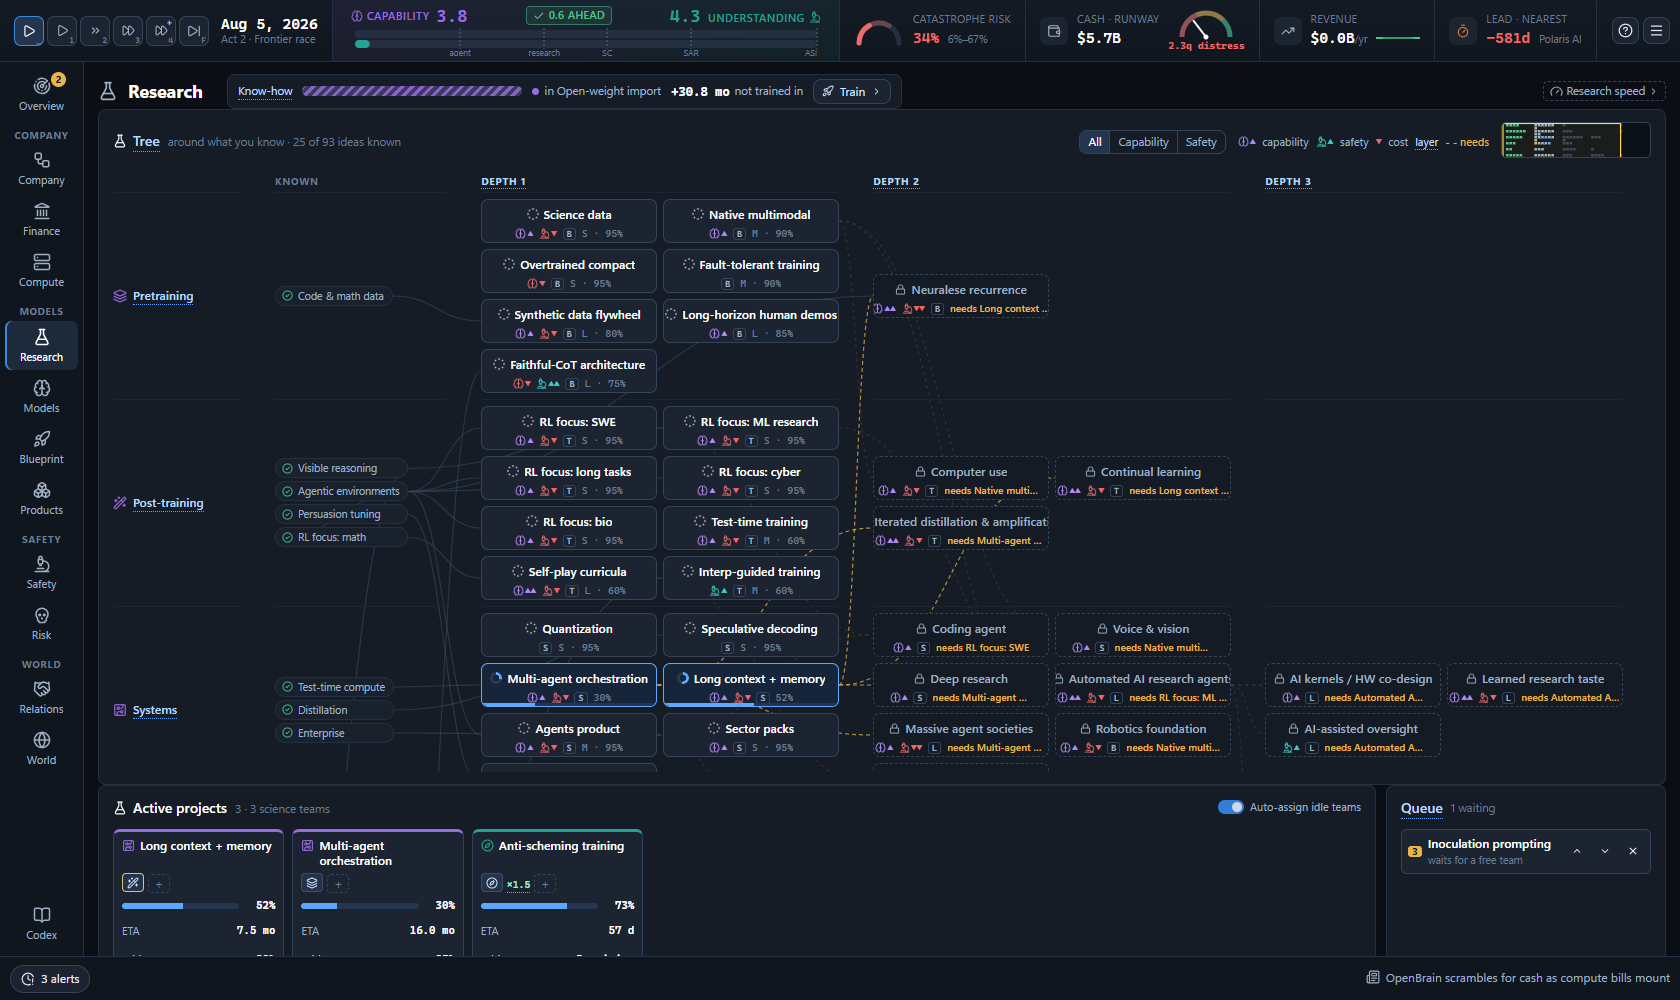 Aug 5, 2026
Act 2 · Frontier race
CAPABILITY 3.8
0.6 AHEAD
4.3 UNDERSTANDING
agent research SC SAR ASI
CATASTROPHE RISK
34% 6%–67%
CASH · RUNWAY
$5.7B
2.3q distress
REVENUE
$0.0B/yr
LEAD · NEAREST
−581d Polaris AI
1
2
3
4
F
2
Overview
COMPANY
Company
Finance
Compute
MODELS
Research
Models
Blueprint
Products
SAFETY
Safety
Risk
WORLD
Relations
World
Codex
Research
Know-how
in Open-weight import +30.8 mo not trained in
Train
Research speed
Tree around what you know · 25 of 93 ideas known
All Capability Safety
capability safety cost layer - - needs
KNOWN
DEPTH 1
DEPTH 2
DEPTH 3
Pretraining
Code & math data
Science data
B S · 95%
Native multimodal
B M · 90%
Overtrained compact
B S · 95%
Fault-tolerant training
B M · 90%
Synthetic data flywheel
B L · 80%
Long-horizon human demos
B L · 85%
Faithful-CoT architecture
B L · 75%
Neuralese recurrence
B needs Long context ...
Post-training
Visible reasoning
Agentic environments
Persuasion tuning
RL focus: math
RL focus: SWE
T S · 95%
RL focus: ML research
T S · 95%
RL focus: long tasks
T S · 95%
RL focus: cyber
T S · 95%
RL focus: bio
T S · 95%
Test-time training
T M · 60%
Self-play curricula
T L · 60%
Interp-guided training
T M · 60%
Computer use
T needs Native multi...
Continual learning
T needs Long context ...
Iterated distillation & amplificat
T needs Multi-agent ...
Systems
Test-time compute
Distillation
Enterprise
Quantization
S S · 95%
Speculative decoding
S S · 95%
Multi-agent orchestration
S 30%
Long context + memory
S 52%
Agents product
S M · 95%
Sector packs
S S · 95%
Coding agent
S needs RL focus: SWE
Voice & vision
S needs Native multi...
Deep research
S needs Multi-agent ...
Automated AI research agents
L needs RL focus: ML ...
Massive agent societies
L needs Multi-agent ...
Robotics foundation
B needs Native multi...
AI kernels / HW co-design
L needs Automated A...
Learned research taste
L needs Automated A...
AI-assisted oversight
L needs Automated A...
Active projects 3 · 3 science teams
Auto-assign idle teams
Long context + memory
+
52%
ETA 7.5 mo
Multi-agent orchestration
+
30%
ETA 16.0 mo
Anti-scheming training
×1.5 +
73%
ETA 57 d
Queue 1 waiting
3 Inoculation prompting
waits for a free team
3 alerts
OpenBrain scrambles for cash as compute bills mount